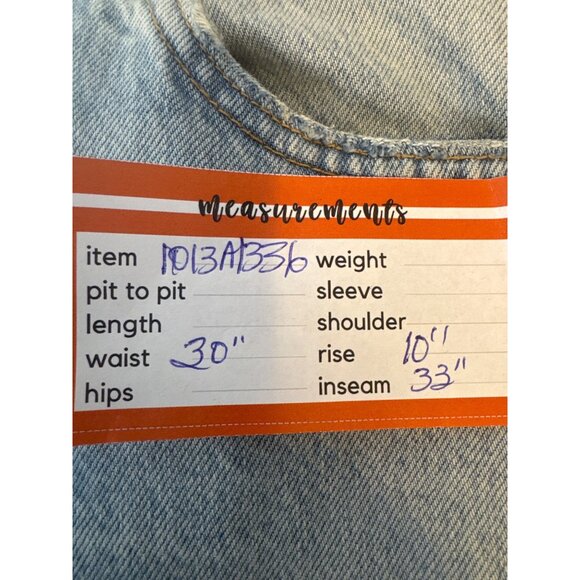 measurements
item 1013A1336 weight
pit to pit sleeve
length shoulder
waist 30" rise 10"
hips inseam 33"